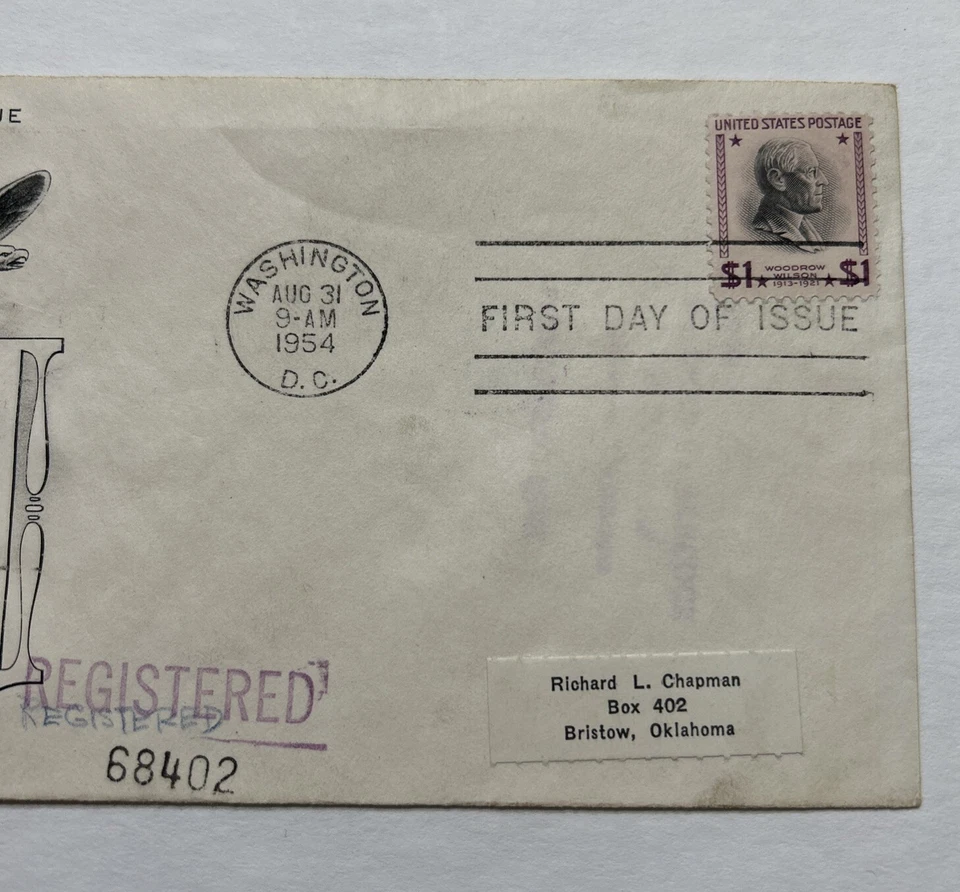 UE
UNITED STATES POSTAGE
$1 WOODROW WILSON 1913-1921 $1
WASHINGTON
AUG 31
9-AM
1954
D.C.
FIRST DAY OF ISSUE
REGISTERED
REGISTERED
68402
Richard L. Chapman
Box 402
Bristow, Oklahoma